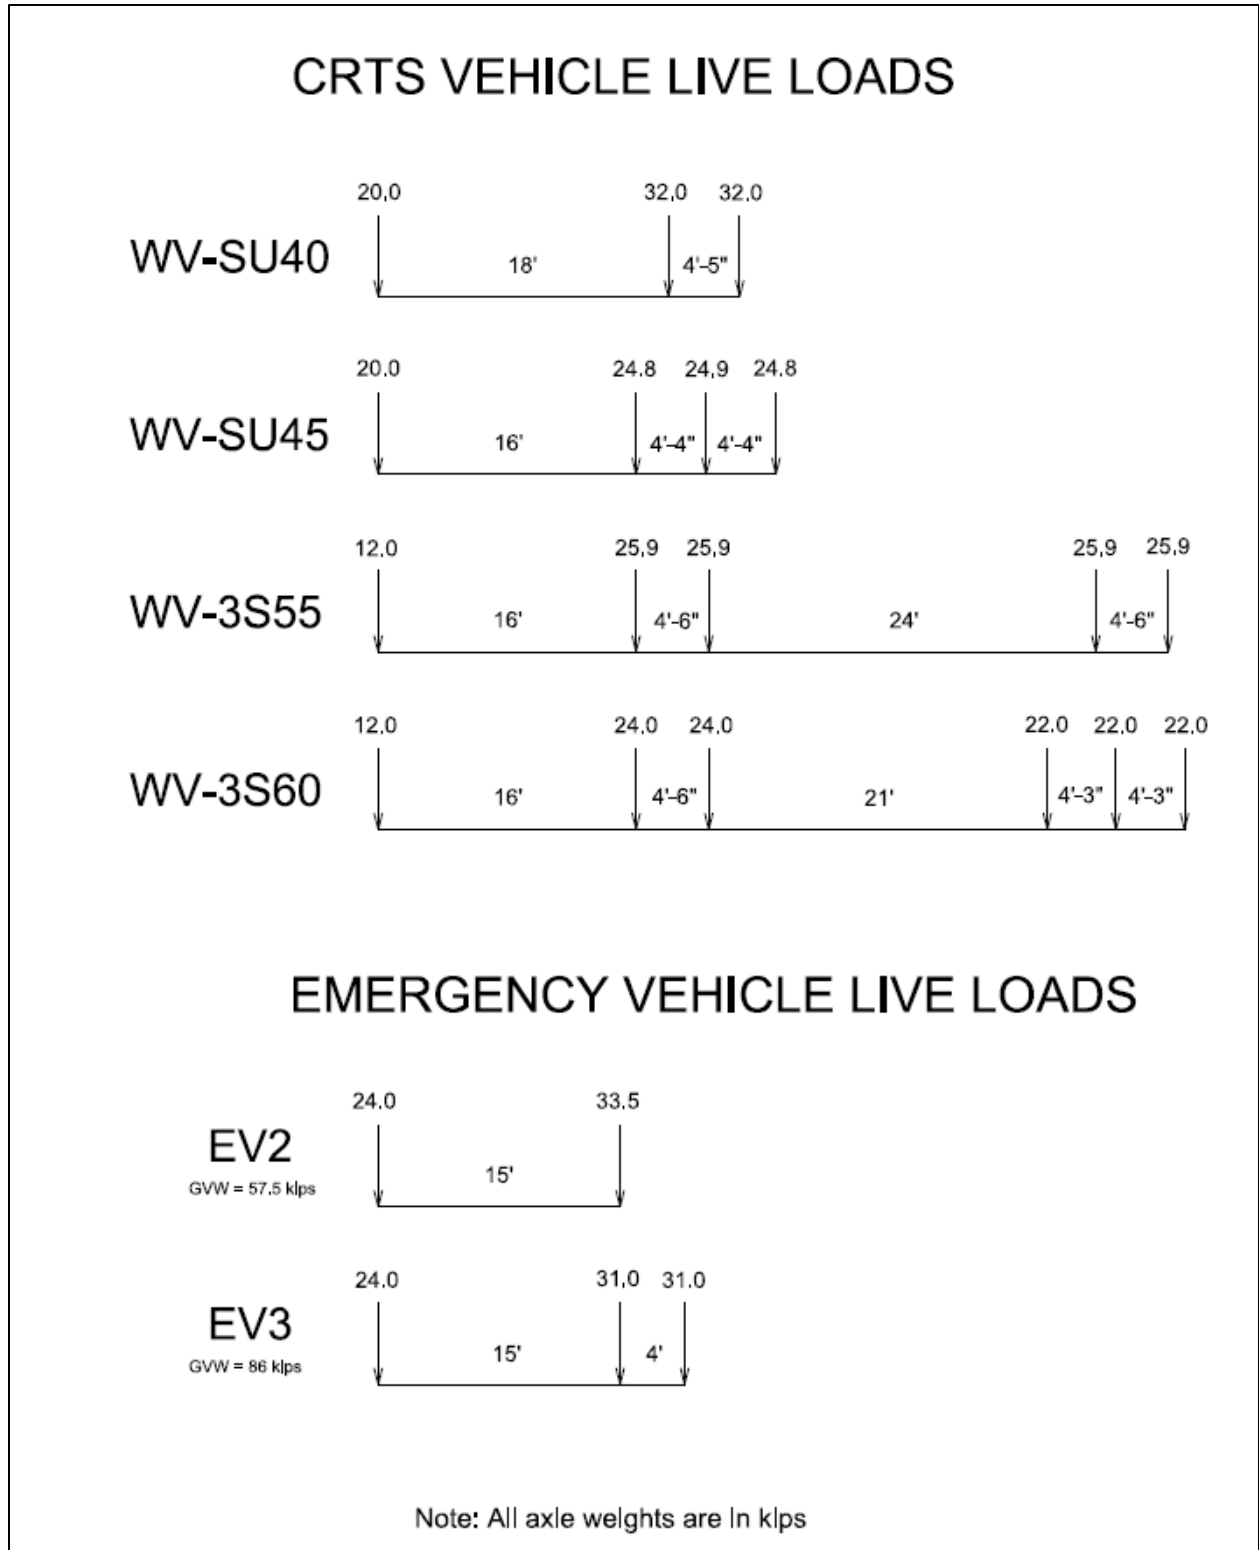 CRTS VEHICLE LIVE LOADS
20.0 32.0 32.0
WV-SU40 18' 4'-5"
20.0 24.8 24.9 24.8
WV-SU45 16' 4'-4" 4'-4"
12.0 25.9 25.9 25.9 25.9
WV-3S55 16' 4'-6" 24' 4'-6"
12.0 24.0 24.0 22.0 22.0 22.0
WV-3S60 16' 4'-6" 21' 4'-3" 4'-3"
EMERGENCY VEHICLE LIVE LOADS
24.0 33.5
EV2 15'
GVW = 57.5 kips
24.0 31.0 31.0
EV3 15' 4'
GVW = 86 kips
Note: All axle weights are in kips